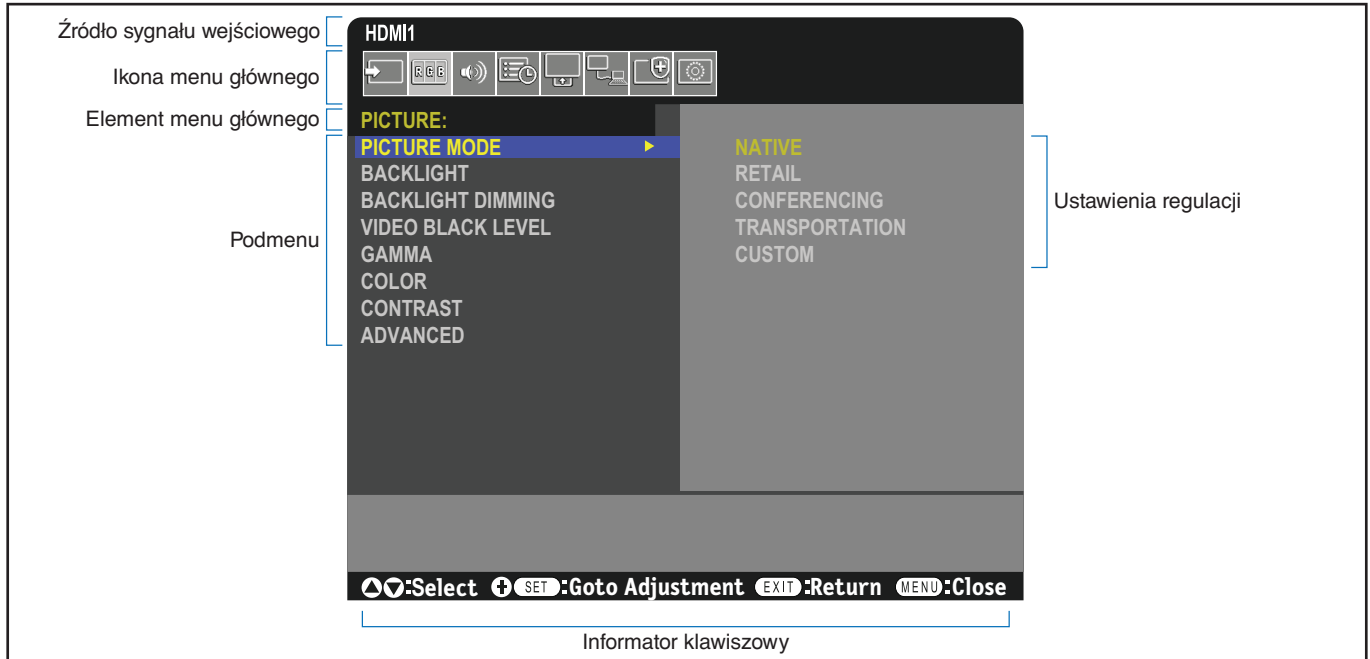 Źródło sygnału wejściowego
HDMI1
Ikona menu głównego
RGB
Element menu głównego
PICTURE:
Podmenu
PICTURE MODE
BACKLIGHT
BACKLIGHT DIMMING
VIDEO BLACK LEVEL
GAMMA
COLOR
CONTRAST
ADVANCED
NATIVE
RETAIL
CONFERENCING
TRANSPORTATION
CUSTOM
Ustawienia regulacji
:Select SET :Goto Adjustment EXIT :Return MENU :Close
Informator klawiszowy